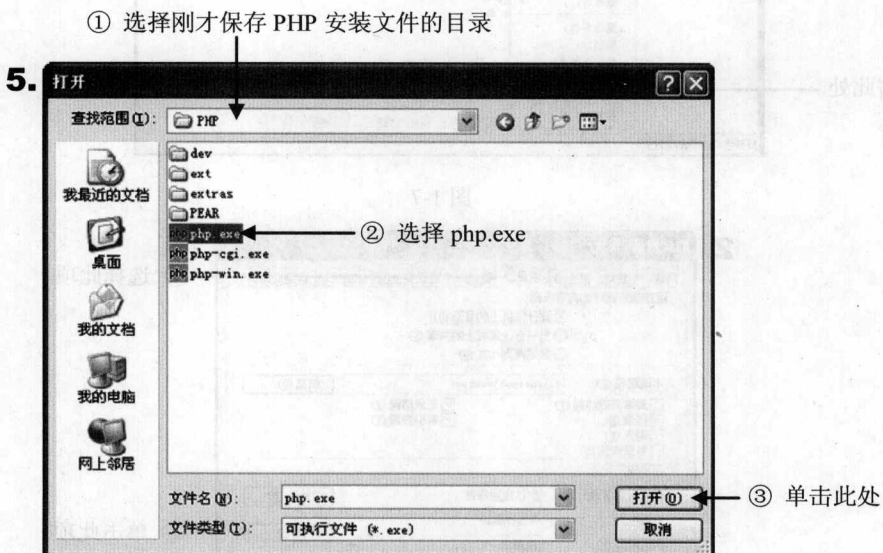 ① 选择刚才保存 PHP 安装文件的目录
5.
打开
查找范围(I):
PHP
dev
ext
extras
PEAR
php.exe
php-cgi.exe
php-win.exe
② 选择 php.exe
我最近的文档
桌面
我的文档
我的电脑
网上邻居
文件名(N):
php.exe
打开(O)
③ 单击此处
文件类型(T):
可执行文件 (*.exe)
取消
图 1-7